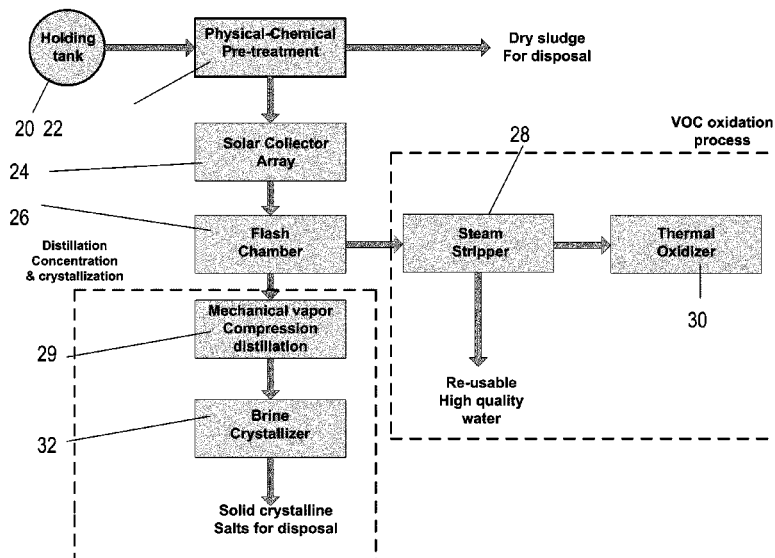 Holding
tank
Physical-Chemical
Pre-treatment
Dry sludge
For disposal
20 22
Solar Collector
Array
24
28
VOC oxidation
process
26
Flash
Chamber
Steam
Stripper
Thermal
Oxidizer
30
Distillation
Concentration
& crystallization
Mechanical vapor
Compression
distillation
29
Re-usable
High quality
water
Brine
Crystallizer
32
Solid crystalline
Salts for disposal